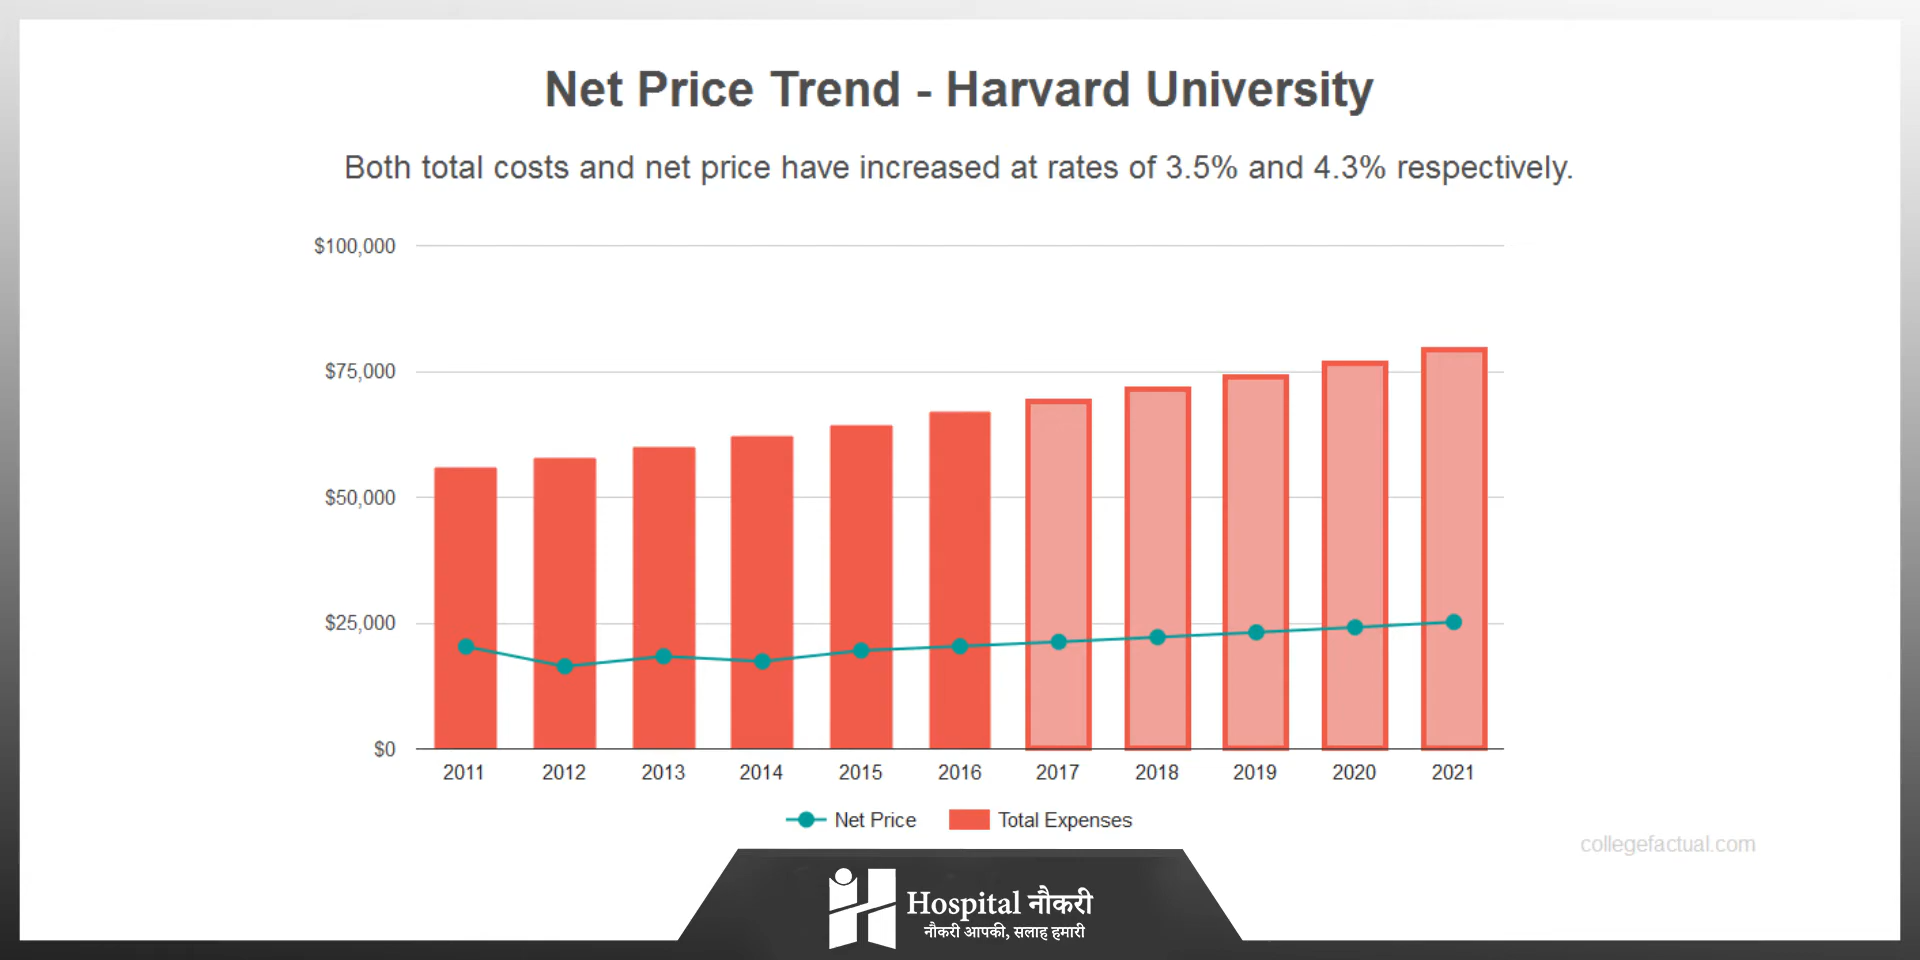 Net Price Trend - Harvard University
Both total costs and net price have increased at rates of 3.5% and 4.3% respectively.
$100,000
$75,000
$50,000
$25,000
$0
2011 2012 2013 2014 2015 2016 2017 2018 2019 2020 2021
Net Price Total Expenses
collegefactual.com
Hospital नौकरी
नौकरी आपकी, सलाह हमारी